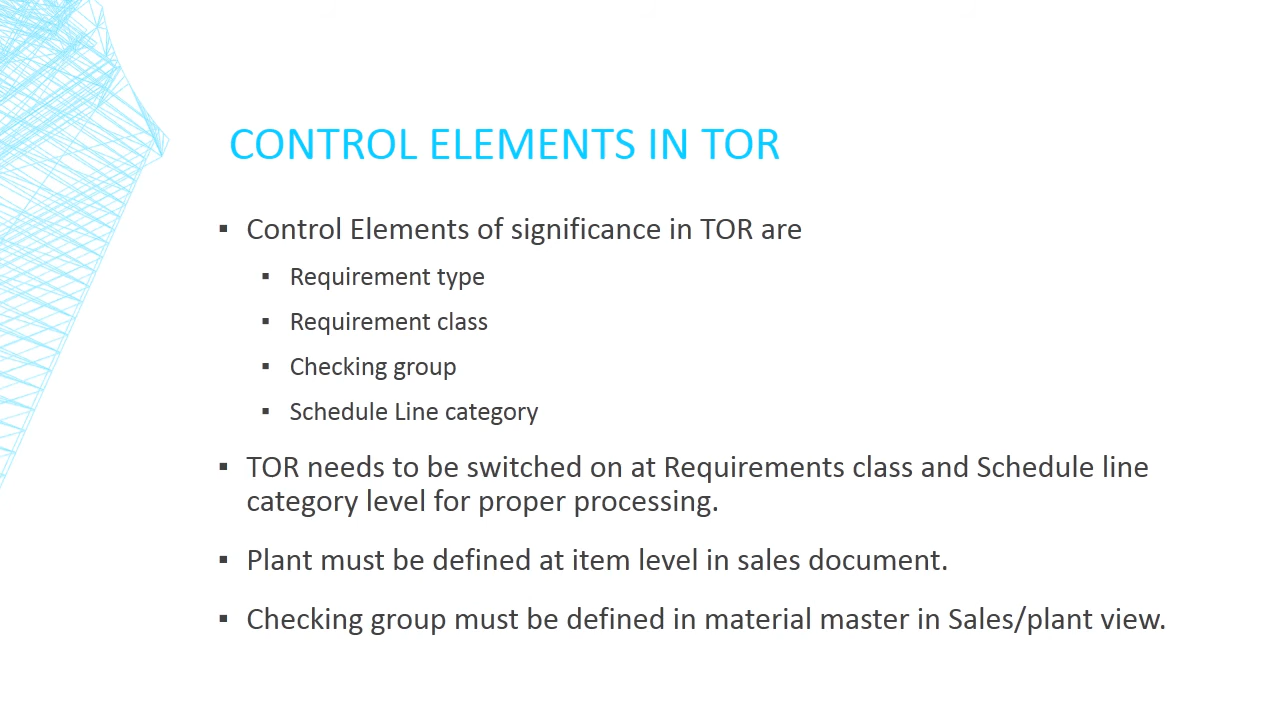 CONTROL ELEMENTS IN TOR
▪ Control Elements of significance in TOR are
▪ Requirement type
▪ Requirement class
▪ Checking group
▪ Schedule Line category
▪ TOR needs to be switched on at Requirements class and Schedule line
category level for proper processing.
▪ Plant must be defined at item level in sales document.
▪ Checking group must be defined in material master in Sales/plant view.